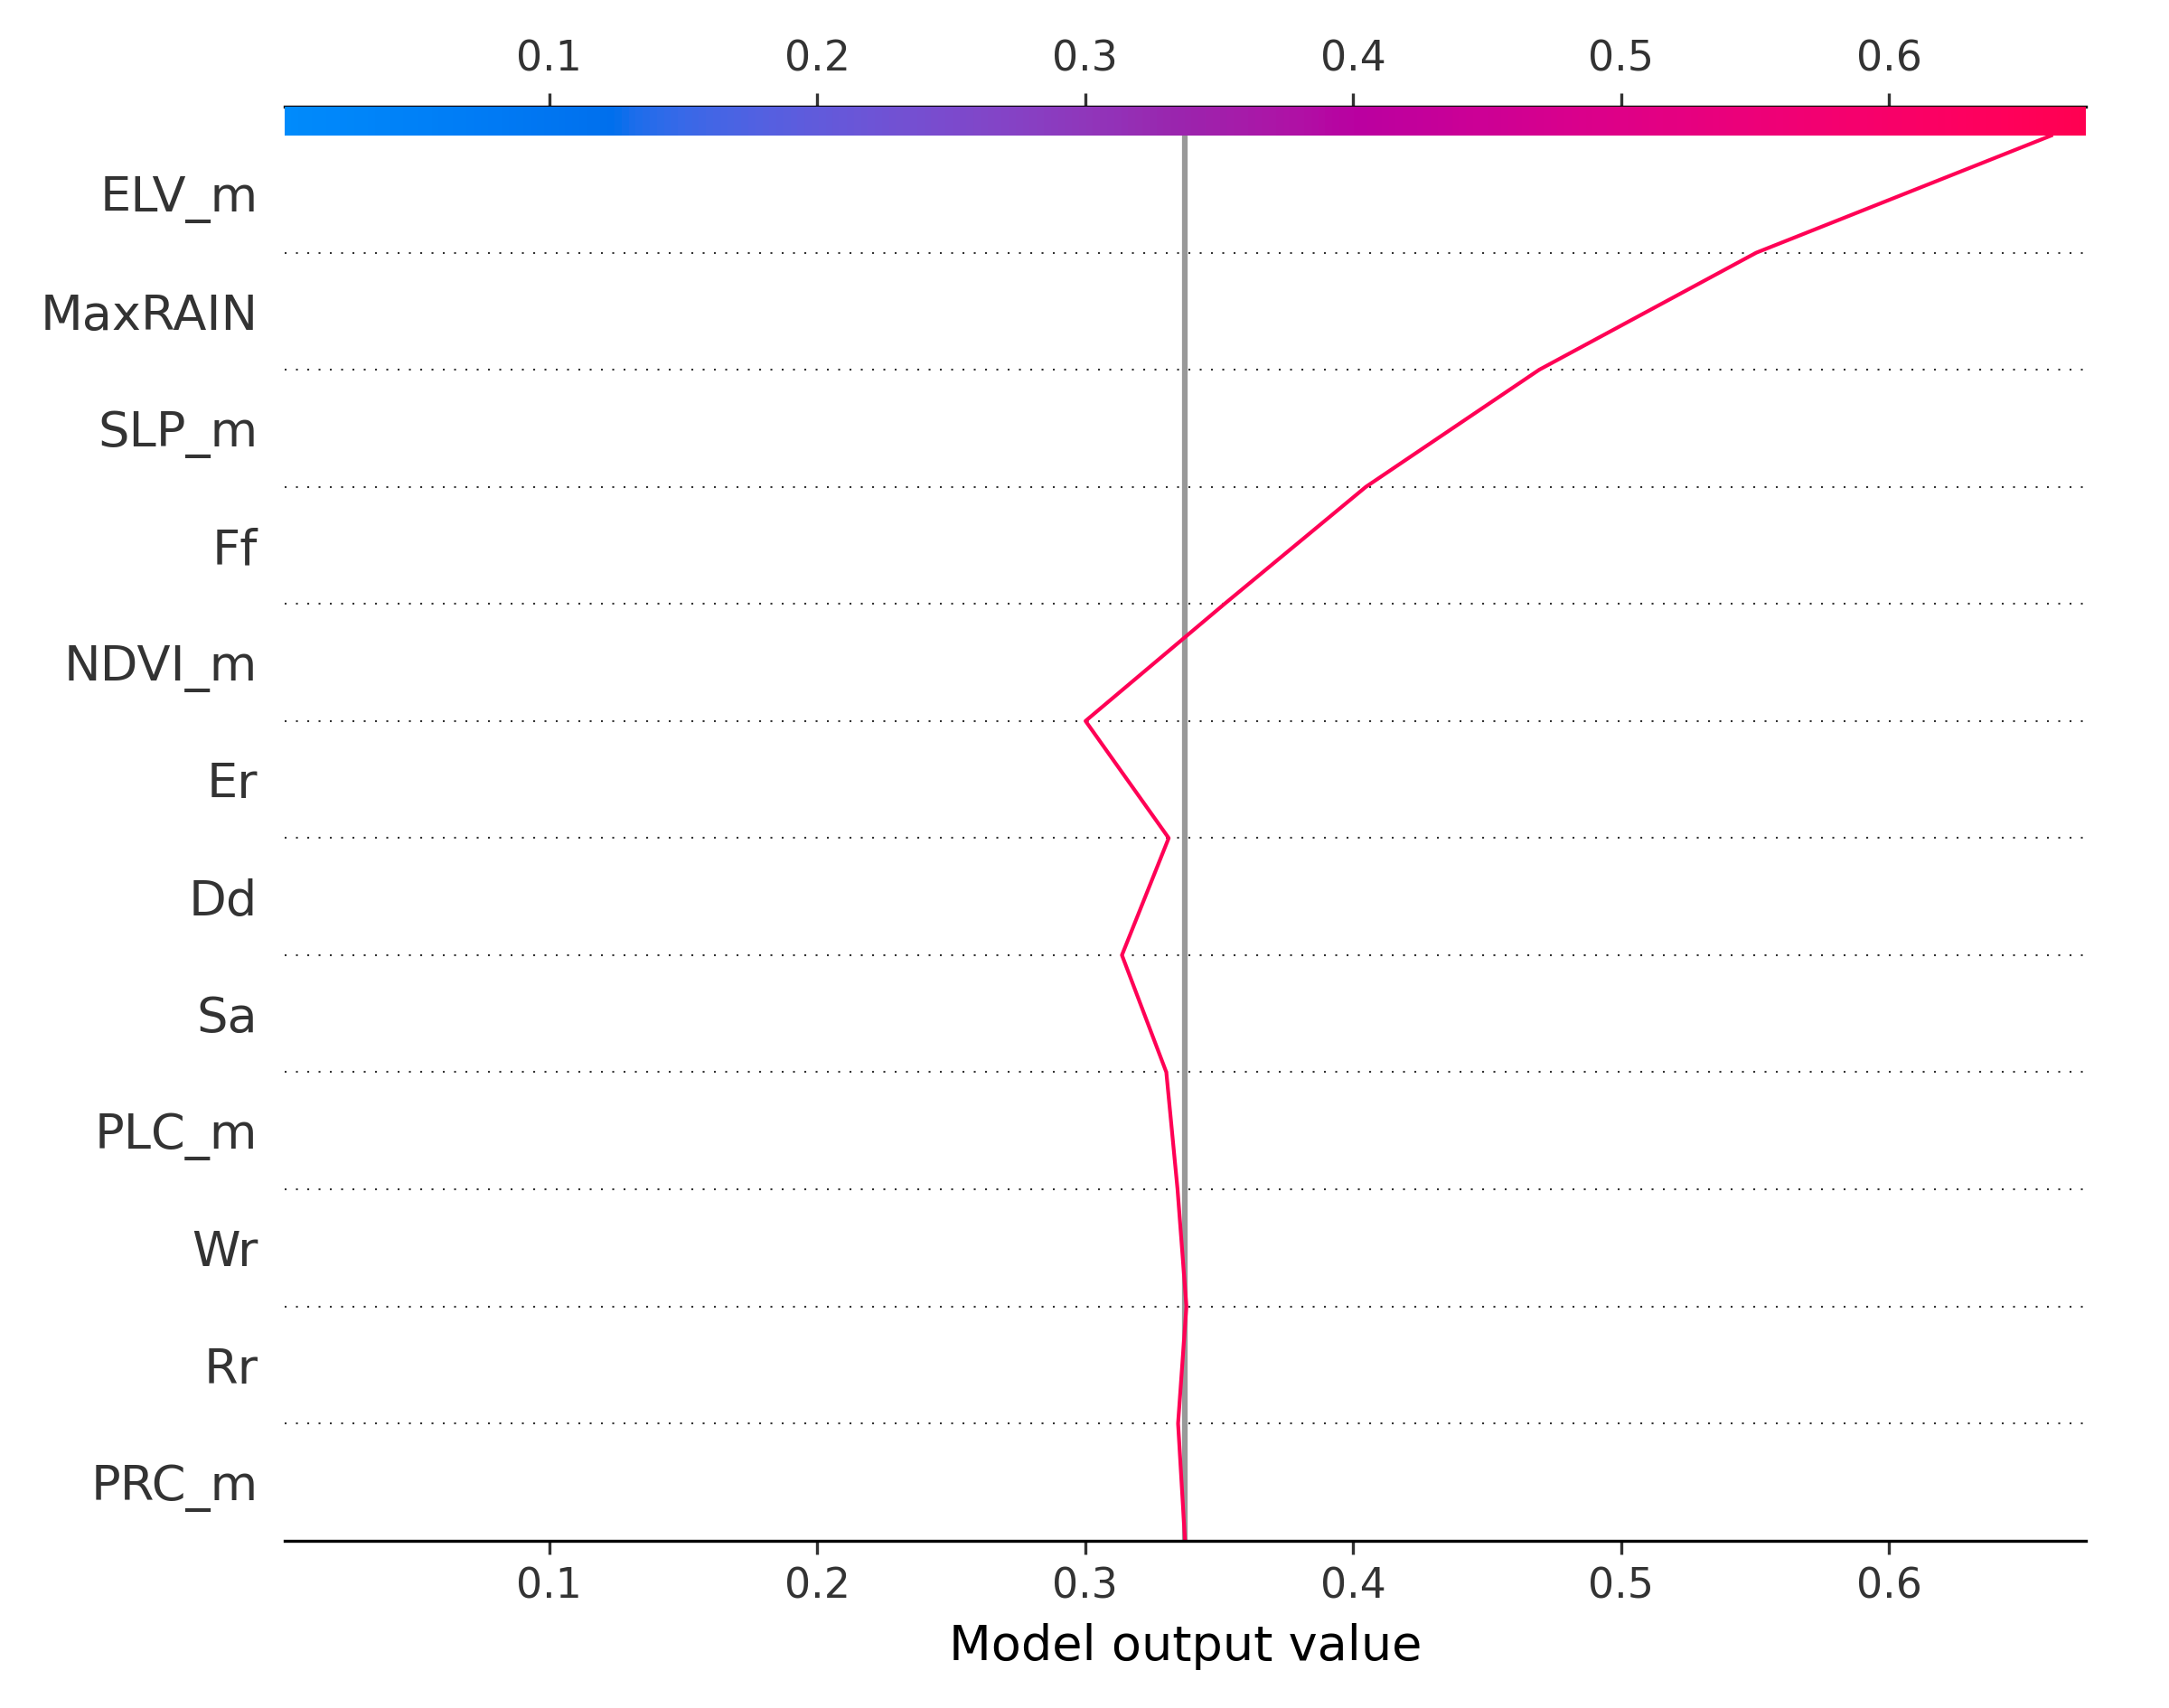 0.1 0.2 0.3 0.4 0.5 0.6
ELV_m
MaxRAIN
SLP_m
Ff
NDVI_m
Er
Dd
Sa
PLC_m
Wr
Rr
PRC_m
0.1 0.2 0.3 0.4 0.5 0.6
Model output value